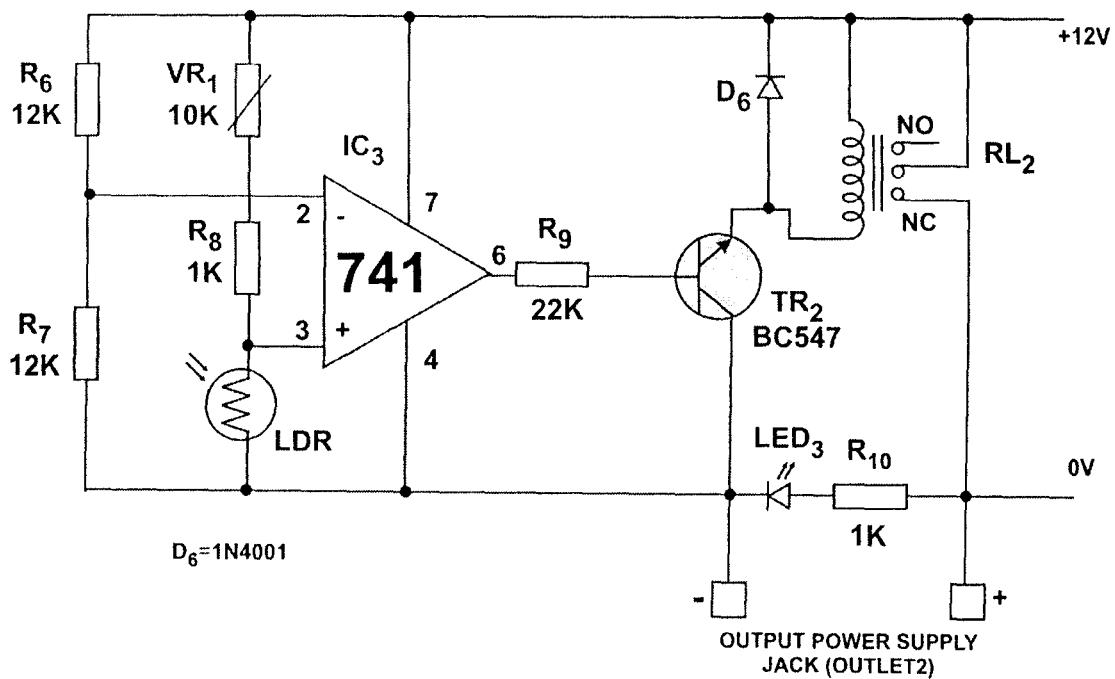 +12V
R6
12K
VR1
10K
IC3
D6
NO
RL2
NC
2
-
7
R8
1K
741
6
R9
22K
TR2
BC547
3
+
4
R7
12K
LDR
LED3
R10
1K
0V
D6=1N4001
-
+
OUTPUT POWER SUPPLY
JACK (OUTLET2)